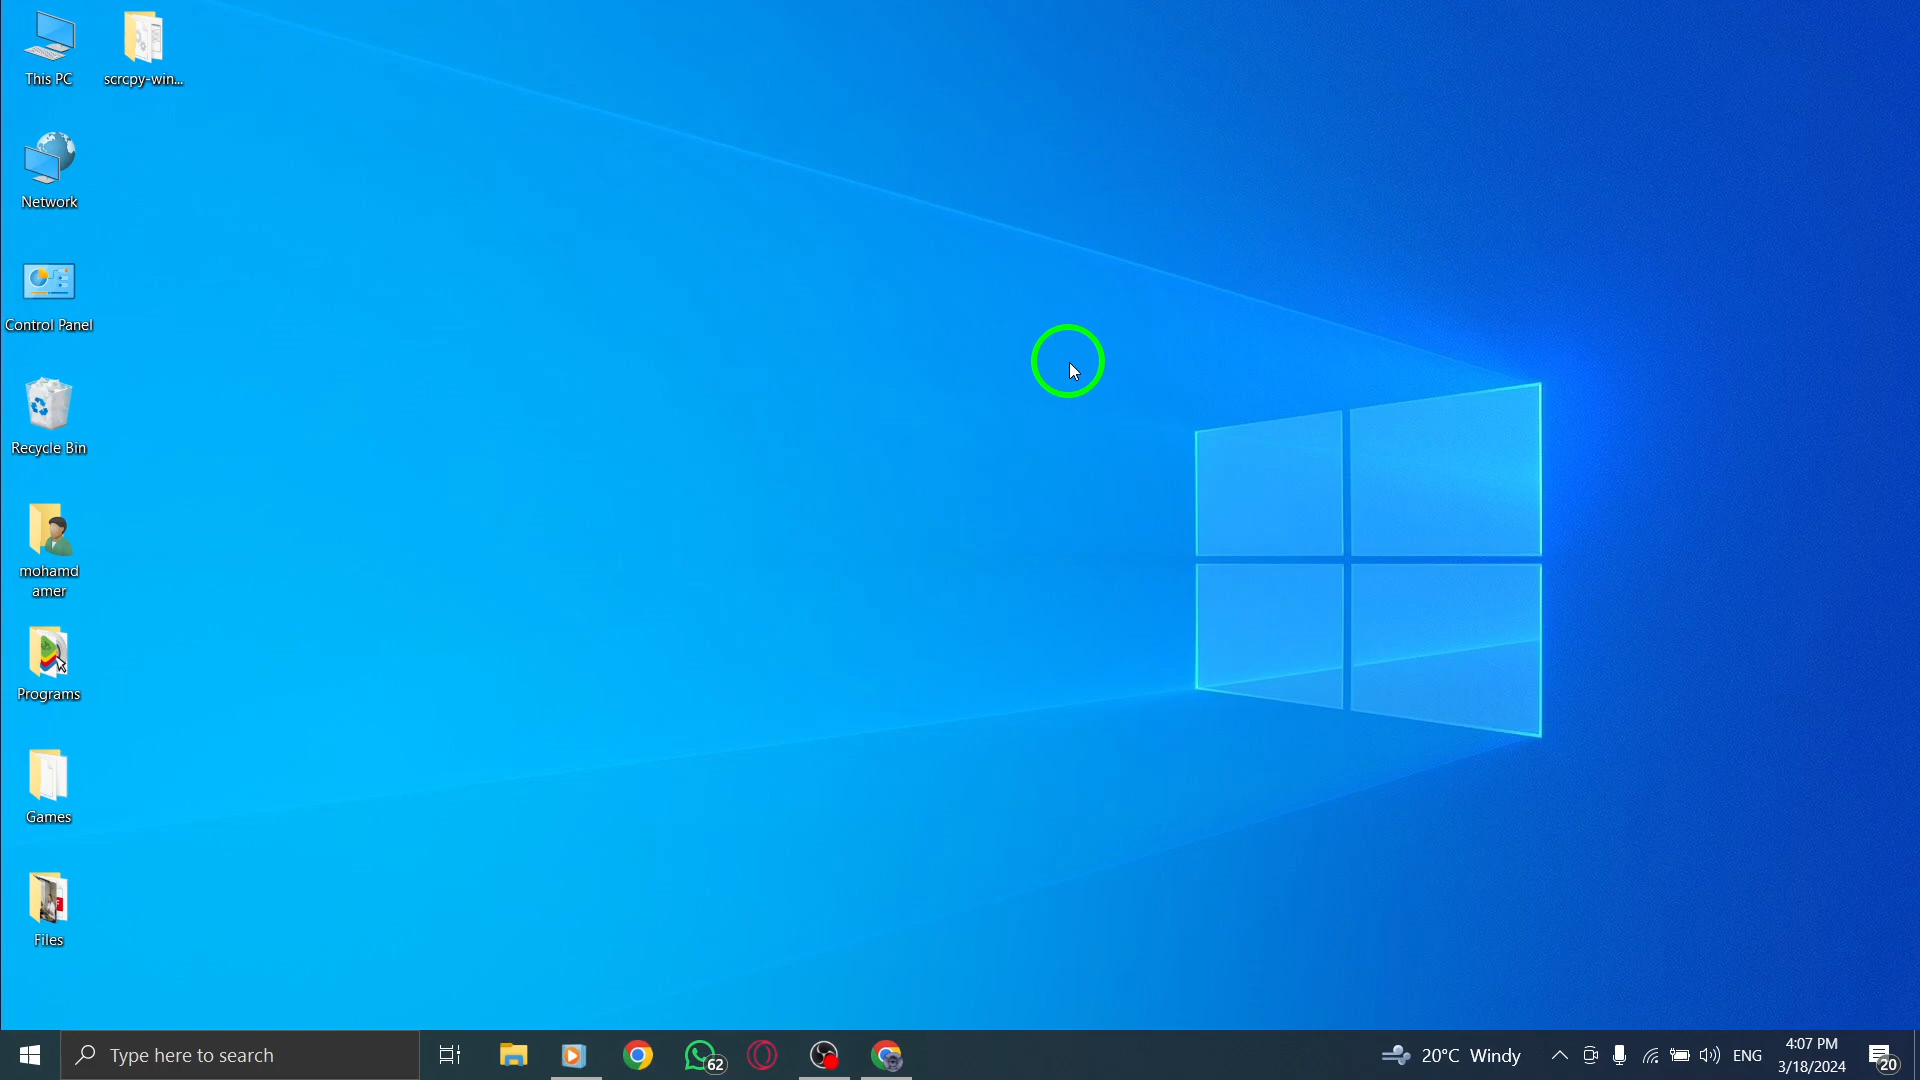 This PC
scrcpy-win...
Network
Control Panel
Recycle Bin
mohamd
amer
Programs
Games
Files
Type here to search
62
20°C Windy
ENG
4:07 PM
3/18/2024
20